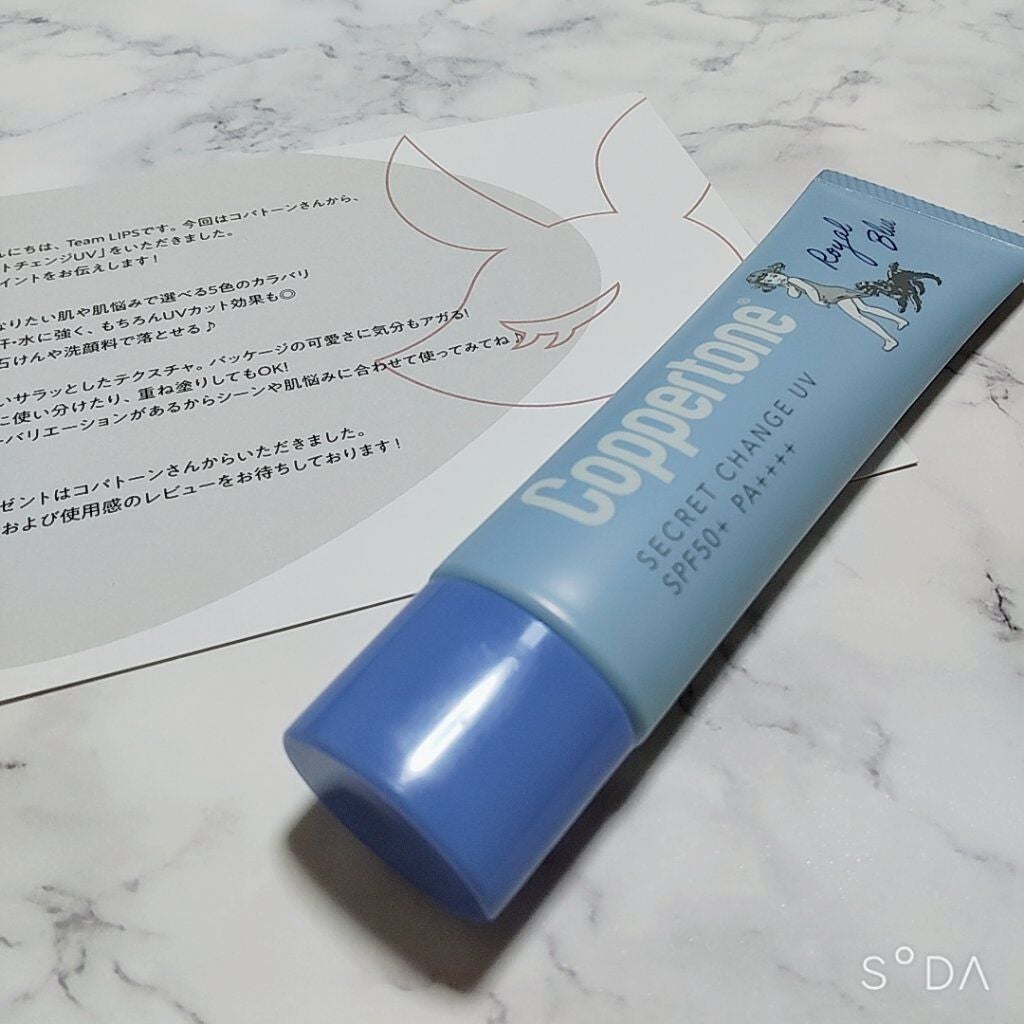 にちは、Team LIPSです。今回はコパトーンさんから、
トチェンジUV」をいただきました。
イントをお伝えします！
なりたい肌や肌悩みで選べる5色のカラバリ
汗・水に強く、もちろんUVカット効果も◎
石けんや洗顔料で落とせる♪
いサラッとしたテクスチャ。パッケージの可愛さに気分もアガる!
に使い分けたり、重ね塗りしてもOK!
バリエーションがあるからシーンや肌悩みに合わせて使ってみてね♪
ゼントはコパトーンさんからいただきました。
および使用感のレビューをお待ちしております！
Royal
Blue
Coppertone®
SECRET CHANGE UV
SPF50+ PA++++
SODA